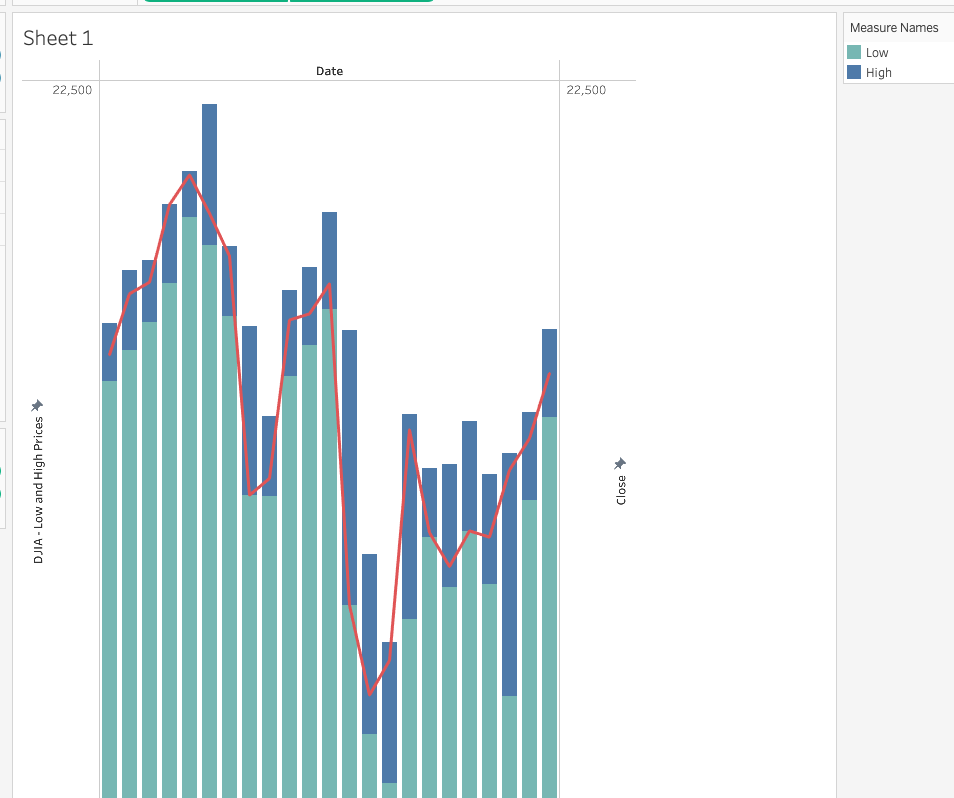 Sheet 1
Measure Names
Low
High
Date
22,500
22,500
DJIA - Low and High Prices
Close